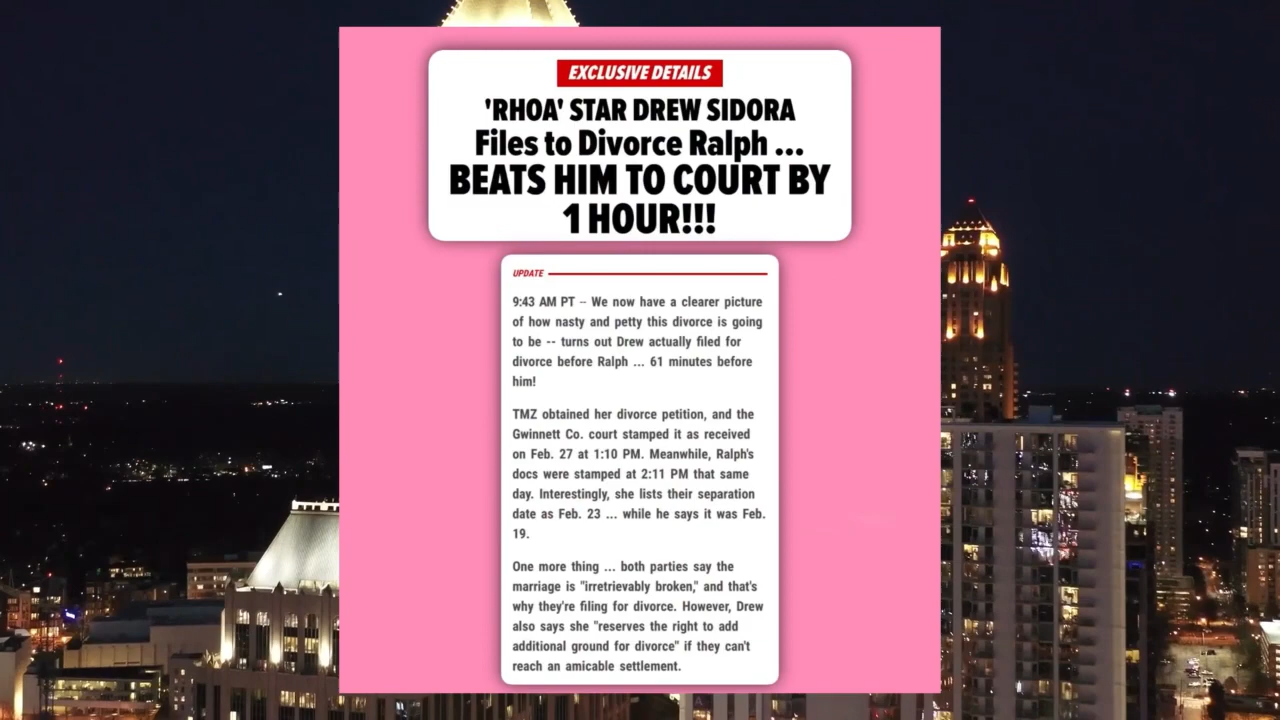 EXCLUSIVE DETAILS
'RHOA' STAR DREW SIDORA
Files to Divorce Ralph ...
BEATS HIM TO COURT BY
1 HOUR!!!
UPDATE
9:43 AM PT -- We now have a clearer picture
of how nasty and petty this divorce is going
to be -- turns out Drew actually filed for
divorce before Ralph ... 61 minutes before
him!
TMZ obtained her divorce petition, and the
Gwinnett Co. court stamped it as received
on Feb. 27 at 1:10 PM. Meanwhile, Ralph's
docs were stamped at 2:11 PM that same
day. Interestingly, she lists their separation
date as Feb. 23 ... while he says it was Feb.
19.
One more thing ... both parties say the
marriage is "irretrievably broken," and that's
why they're filing for divorce. However, Drew
also says she "reserves the right to add
additional ground for divorce" if they can't
reach an amicable settlement.